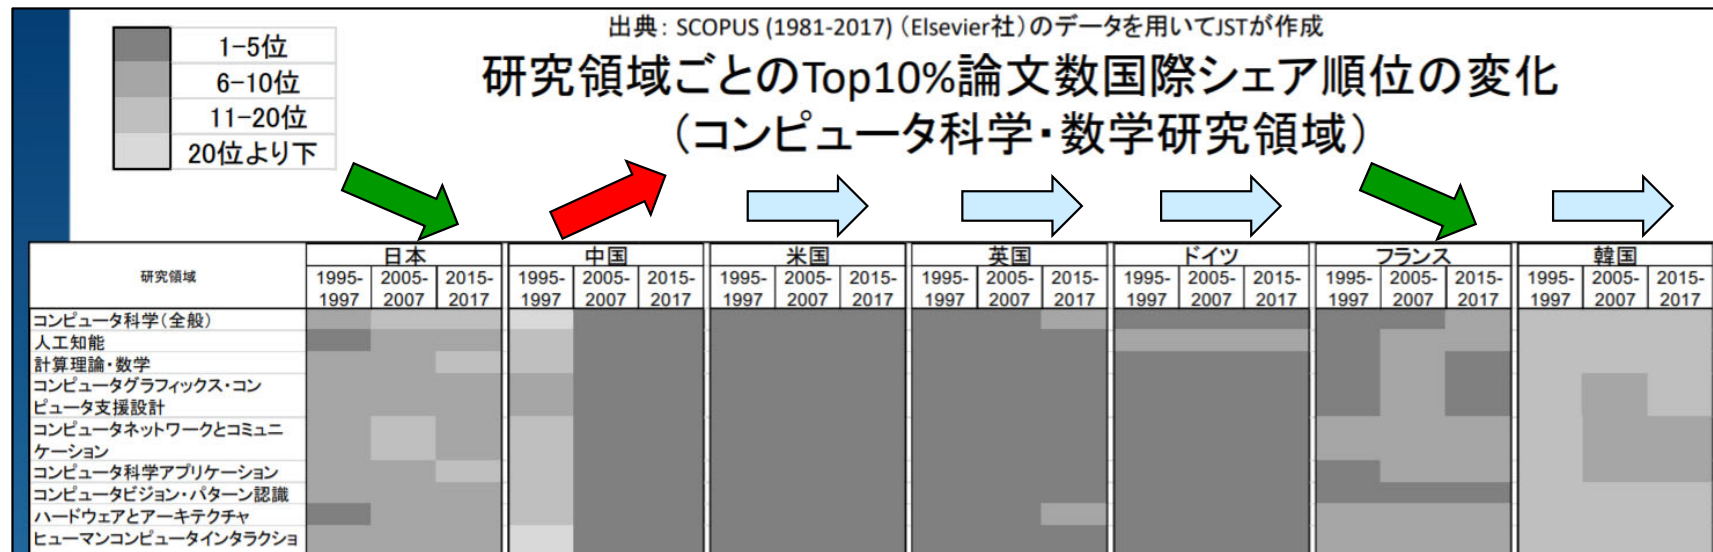 出典：SCOPUS (1981-2017)（Elsevier社）のデータを用いてJSTが作成
研究領域ごとのTop10%論文数国際シェア順位の変化
（コンピュータ科学・数学研究領域）
1-5位
6-10位
11-20位
20位より下
研究領域 日本 中国 米国 英国 ドイツ フランス 韓国
1995- 2005- 2015- 1995- 2005- 2015- 1995- 2005- 2015- 1995- 2005- 2015- 1995- 2005- 2015- 1995- 2005- 2015- 1995- 2005- 2015-
1997 2007 2017 1997 2007 2017 1997 2007 2017 1997 2007 2017 1997 2007 2017 1997 2007 2017 1997 2007 2017
コンピュータ科学（全般）
人工知能
計算理論・数学
コンピュータグラフィックス・コン
ピュータ支援設計
コンピュータネットワークとコミュニ
ケーション
コンピュータ科学アプリケーション
コンピュータビジョン・パターン認識
ハードウェアとアーキテクチャ
ヒューマンコンピュータインタラクショ